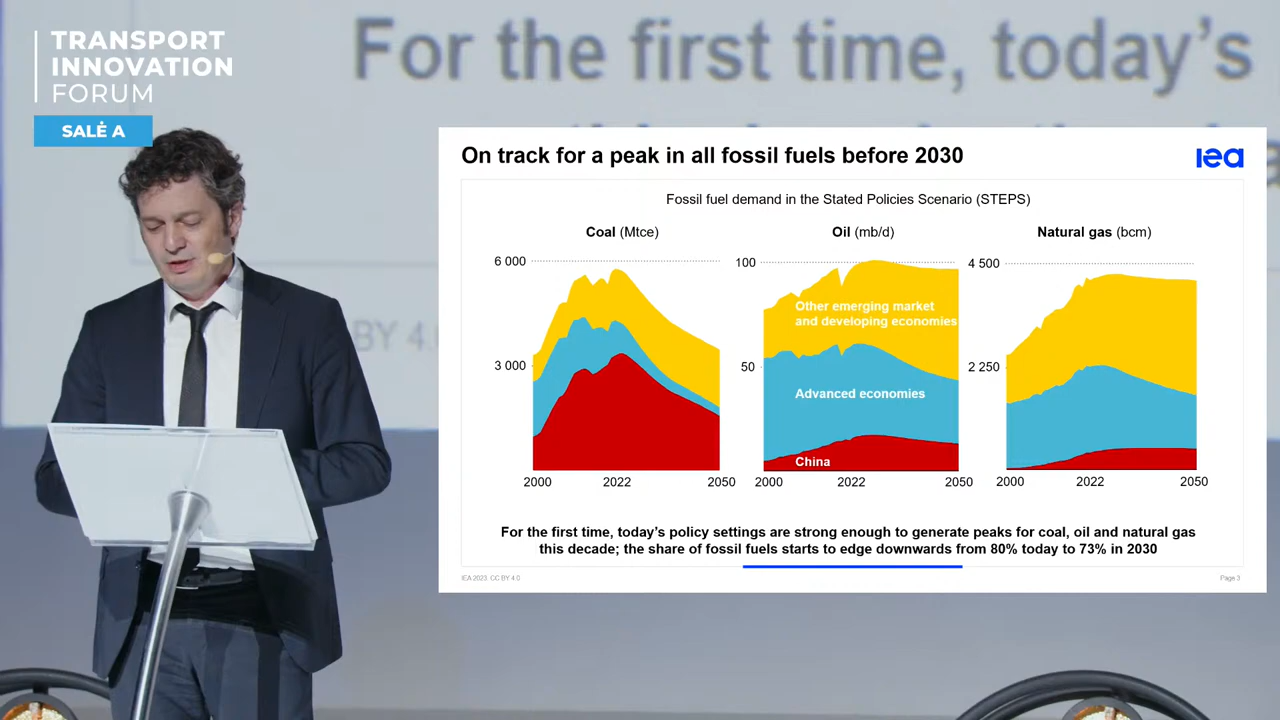 TRANSPORT
INNOVATION
FORUM
SALĖ A
For the first time, today's
BY 4.
On track for a peak in all fossil fuels before 2030
iea
Fossil fuel demand in the Stated Policies Scenario (STEPS)
Coal (Mtce)
6 000
3 000
2000 2022 2050
Oil (mb/d)
100
50
Other emerging market
and developing economies
Advanced economies
China
2000 2022 2050
Natural gas (bcm)
4 500
2 250
2000 2022 2050
For the first time, today's policy settings are strong enough to generate peaks for coal, oil and natural gas
this decade; the share of fossil fuels starts to edge downwards from 80% today to 73% in 2030
IEA 2023. CC BY 4.0
Page 3